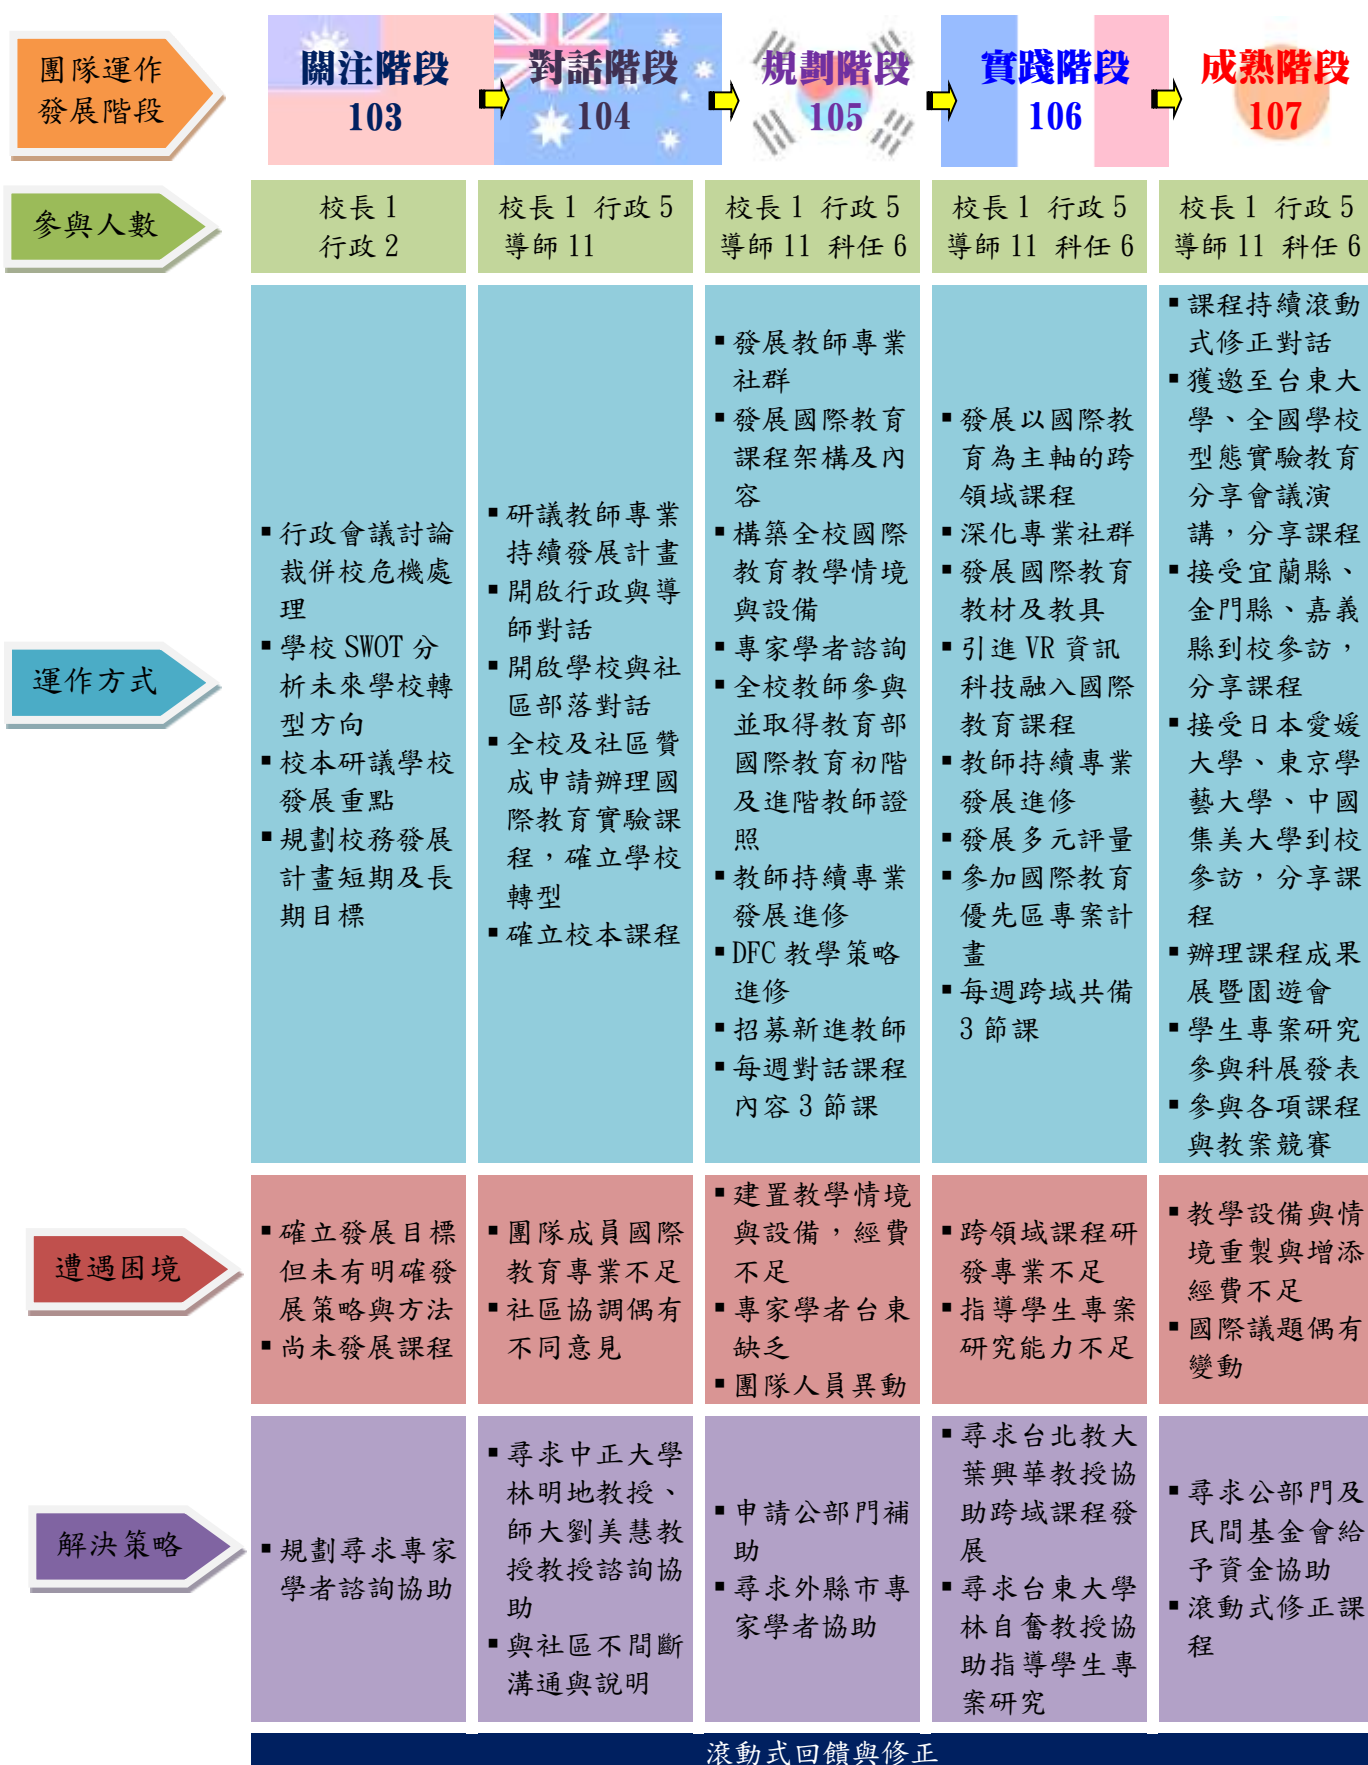 團隊運作
發展階段
關注階段
103
對話階段
104
規劃階段
105
實踐階段
106
成熟階段
107
參與人數
校長 1
行政 2
校長 1 行政 5
導師 11
校長 1 行政 5
導師 11 科任 6
校長 1 行政 5
導師 11 科任 6
校長 1 行政 5
導師 11 科任 6
運作方式
▪行政會議討論
裁併校危機處
理
▪學校 SWOT 分
析未來學校轉
型方向
▪校本研議學校
發展重點
▪規劃校務發展
計畫短期及長
期目標
▪研議教師專業
持續發展計畫
▪開啟行政與導
師對話
▪開啟學校與社
區部落對話
▪全校及社區贊
成申請辦理國
際教育實驗課
程，確立學校
轉型
▪確立校本課程
▪發展教師專業
社群
▪發展國際教育
課程架構及內
容
▪構築全校國際
教育教學情境
與設備
▪專家學者諮詢
▪全校教師參與
並取得教育部
國際教育初階
及進階教師證
照
▪教師持續專業
發展進修
▪DFC 教學策略
進修
▪招募新進教師
▪每週對話課程
內容 3 節課
▪發展以國際教
育為主軸的跨
領域課程
▪深化專業社群
▪發展國際教育
教材及教具
▪引進 VR 資訊
科技融入國際
教育課程
▪教師持續專業
發展進修
▪發展多元評量
▪參加國際教育
優先區專案計
畫
▪每週跨域共備
3 節課
▪課程持續滾動
式修正對話
▪獲邀至台東大
學、全國學校
型態實驗教育
分享會議演
講，分享課程
▪接受宜蘭縣、
金門縣、嘉義
縣到校參訪，
分享課程
▪接受日本愛媛
大學、東京學
藝大學、中國
集美大學到校
參訪，分享課
程
▪辦理課程成果
展暨園遊會
▪學生專案研究
參與科展發表
▪參與各項課程
與教案競賽
遭遇困境
▪確立發展目標
但未有明確發
展策略與方法
▪尚未發展課程
▪團隊成員國際
教育專業不足
▪社區協調偶有
不同意見
▪建置教學情境
與設備，經費
不足
▪專家學者台東
缺乏
▪團隊人員異動
▪跨領域課程研
發專業不足
▪指導學生專案
研究能力不足
▪教學設備與情
境重製與增添
經費不足
▪國際議題偶有
變動
解決策略
▪規劃尋求專家
學者諮詢協助
▪尋求中正大學
林明地教授、
師大劉美慧教
授教授諮詢協
助
▪與社區不間斷
溝通與說明
▪申請公部門補
助
▪尋求外縣市專
家學者協助
▪尋求台北教大
葉興華教授協
助跨域課程發
展
▪尋求台東大學
林自奮教授協
助指導學生專
案研究
▪尋求公部門及
民間基金會給
予資金協助
▪滾動式修正課
程
滾動式回饋與修正